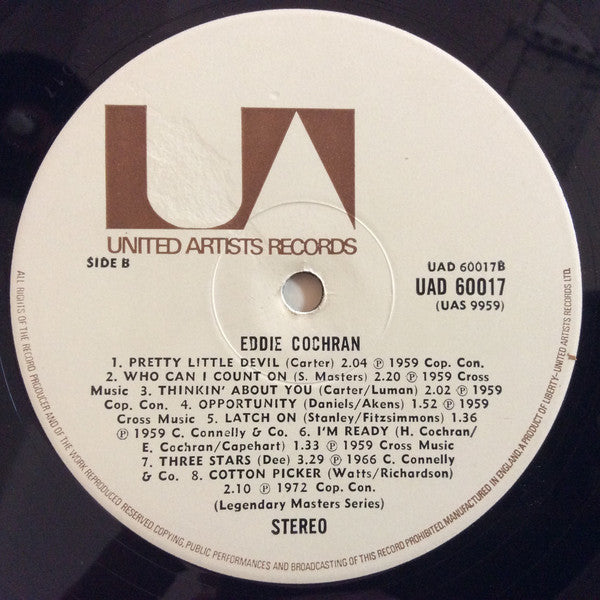 UA
UNITED ARTISTS RECORDS
SIDE B
UAD 60017B
UAD 60017
(UAS 9959)
EDDIE COCHRAN
1. PRETTY LITTLE DEVIL (Carter) 2.04 ℗ 1959 Cop. Con.
2. WHO CAN I COUNT ON (S. Masters) 2.20 ℗ 1959 Cross
Music 3. THINKIN' ABOUT YOU (Carter/Luman) 2.02 ℗ 1959
Cop. Con. 4. OPPORTUNITY (Daniels/Akens) 1.52 ℗ 1959
Cross Music 5. LATCH ON (Stanley/Fitzsimmons) 1.36
℗ 1959 C. Connelly & Co. 6. I'M READY (H. Cochran/
E. Cochran/Capehart) 1.33 ℗ 1959 Cross Music
7. THREE STARS (Dee) 3.29 ℗ 1966 C. Connelly
& Co. 8. COTTON PICKER (Watts/Richardson)
2.10 ℗ 1972 Cop. Con.
(Legendary Masters Series)
STEREO
ALL RIGHTS OF THE RECORD PRODUCER AND OF THE OWNER OF THE WORK REPRODUCED RESERVED COPYING, PUBLIC PERFORMANCES AND BROADCASTING OF THIS RECORD PROHIBITED. MANUFACTURED IN ENGLAND. A PRODUCT OF LIBERTY-UNITED ARTISTS RECORDS LTD.